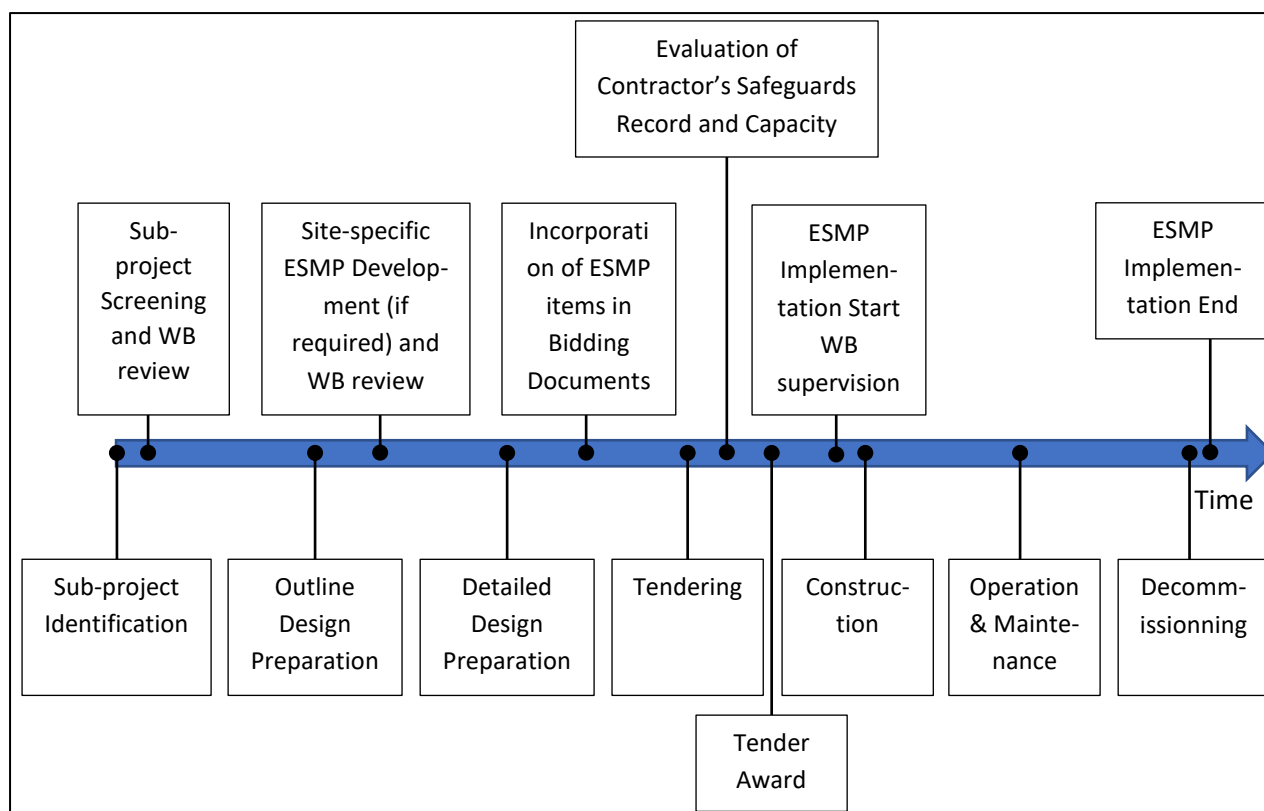 Evaluation of
Contractor’s Safeguards
Record and Capacity
Sub-
project
Screening
and WB
review
Site-specific
ESMP Develop-
ment (if
required) and
WB review
Incorporati
on of ESMP
items in
Bidding
Documents
ESMP
Implemen-
tation Start
WB
supervision
ESMP
Implemen-
tation End
Time
Sub-project
Identification
Outline
Design
Preparation
Detailed
Design
Preparation
Tendering
Construc-
tion
Operation
& Mainte-
nance
Decomm-
issionning
Tender
Award